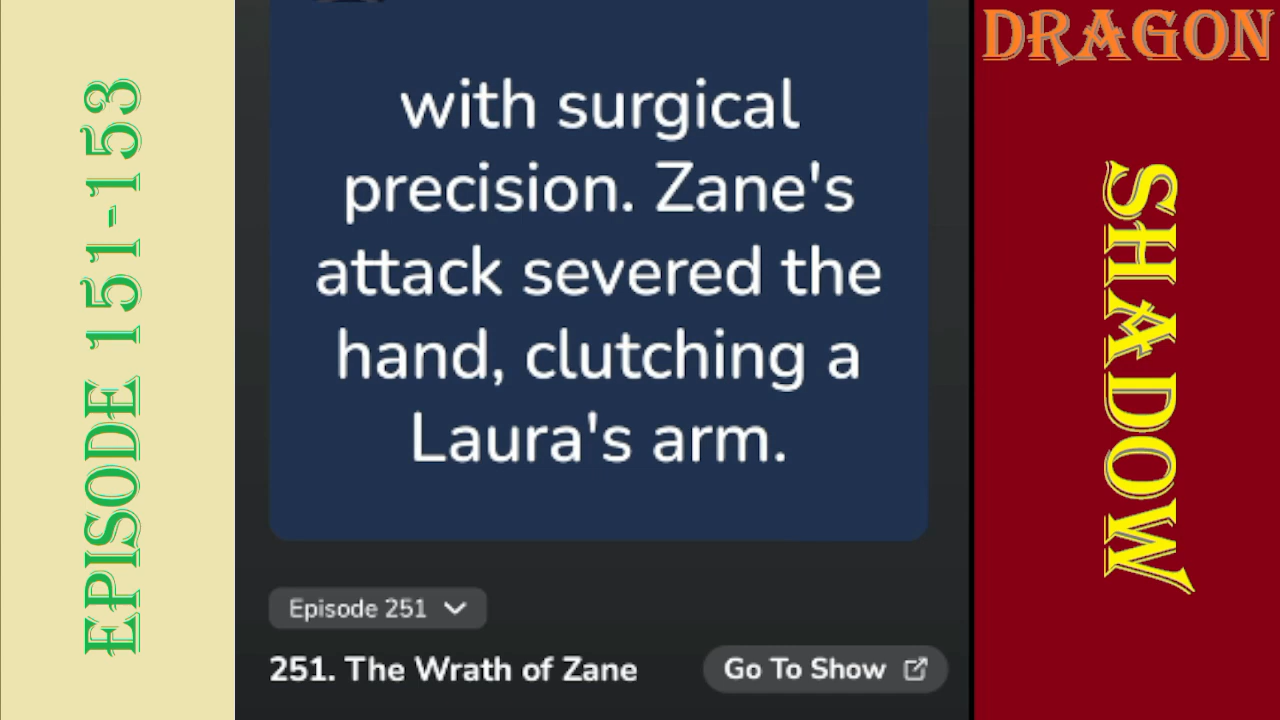 EPISODE 151-153
with surgical
precision. Zane's
attack severed the
hand, clutching a
Laura's arm.
Episode 251
251. The Wrath of Zane
Go To Show
DRAGON
SHADOW